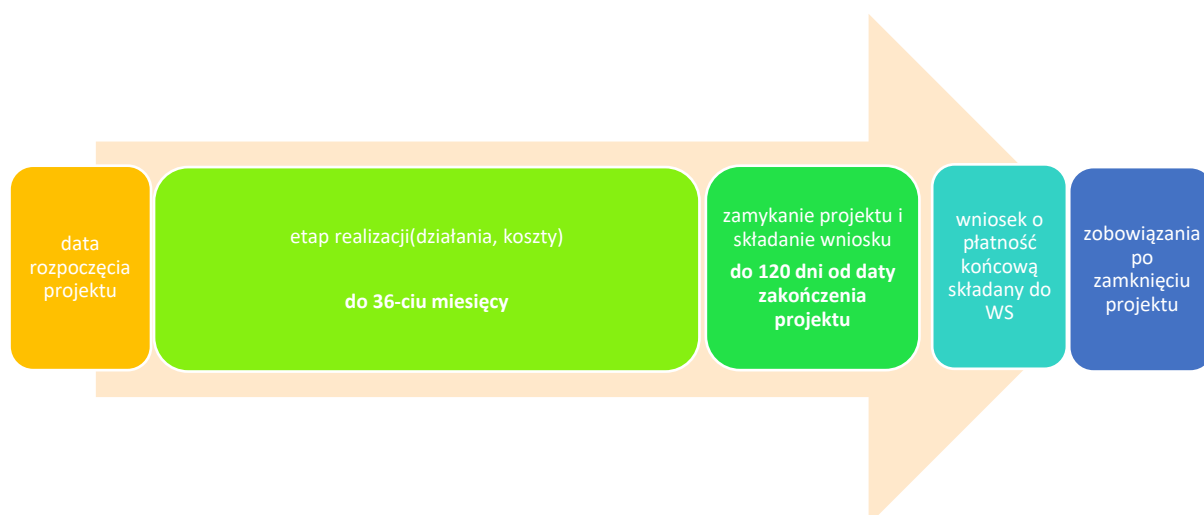 data
rozpoczęcia
projektu
etap realizacji(działania, koszty)
do 36-ciu miesięcy
zamykanie projektu i
składanie wniosku
do 120 dni od daty
zakończenia
projektu
wniosek o
płatność
końcową
składany do
WS
zobowiązania
po
zamknięciu
projektu